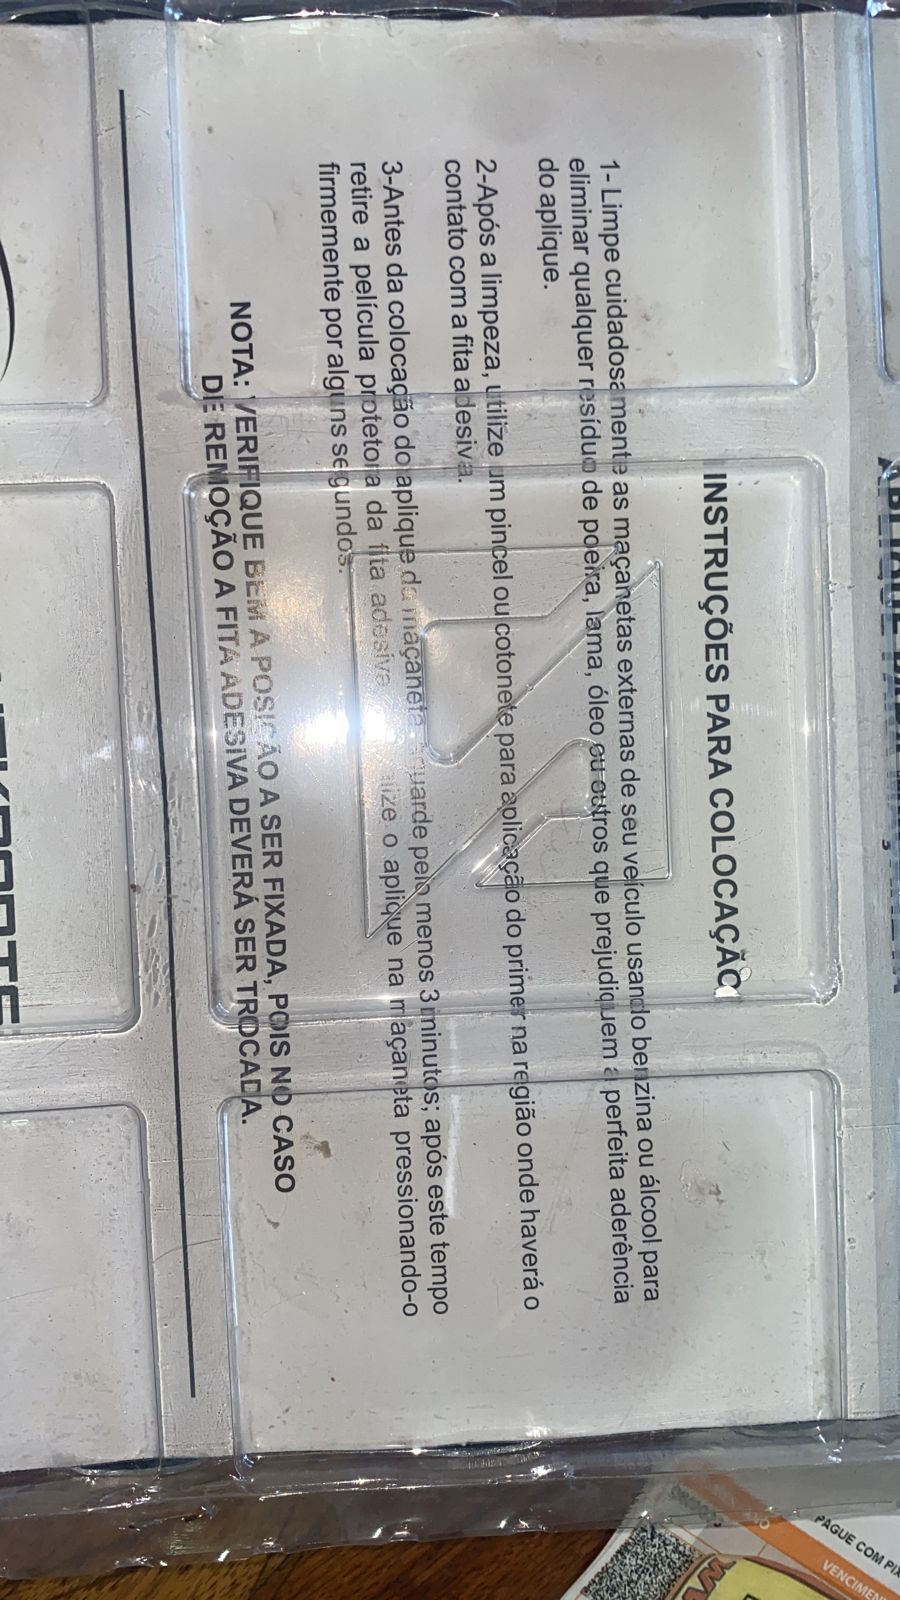 INSTRUÇÕES PARA COLOCAÇÃO
1- Limpe cuidadosamente as maçanetas externas de seu veículo usando benzina ou álcool para
eliminar qualquer resíduo de poeira, lama, óleo ou outros que prejudiquem a perfeita aderência
do aplique.
2-Após a limpeza, utilize um pincel ou cotonete para aplicação do primer na região onde haverá o
contato com a fita adesiva.
3-Antes da colocação do aplique da maçaneta, aguarde pelo menos 3 minutos; após este tempo
retire a película protetora da fita adesiva o aplique na maçaneta pressionando-o
firmemente por alguns segundos.
NOTA: VERIFIQUE BEM A POSIÇÃO A SER FIXADA, POIS NO CASO
DE REMOÇÃO A FITA ADESIVA DEVERÁ SER TROCADA.
PAGUE COM PIX